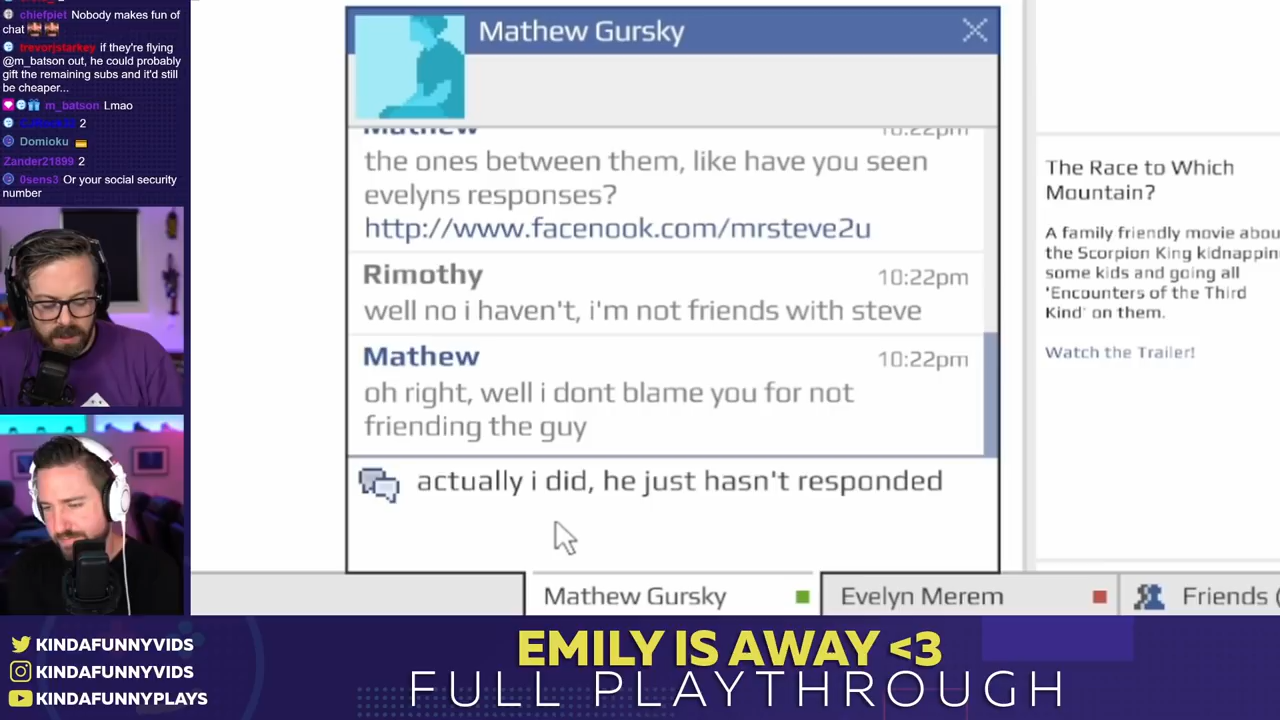 chiefpiet Nobody makes fun of
chat
trevorjstarkey if they're flying
@m_batson out, he could probably
gift the remaining subs and it'd still
be cheaper...
m_batson Lmao
2
Domioku
Zander21899 2
0sens3 Or your social security
number
Mathew Gursky
Mathew 10:22pm
the ones between them, like have you seen
evelyns responses?
http://www.facenook.com/mrsteve2u
Rimothy 10:22pm
well no i haven't, i'm not friends with steve
Mathew 10:22pm
oh right, well i dont blame you for not
friending the guy
actually i did, he just hasn't responded
Mathew Gursky
Evelyn Merem
Friends (
The Race to Which
Mountain?
A family friendly movie abou
the Scorpion King kidnappin
some kids and going all
'Encounters of the Third
Kind' on them.
Watch the Trailer!
KINDAFUNNYVIDS
KINDAFUNNYVIDS
KINDAFUNNYPLAYS
EMILY IS AWAY <3
FULL PLAYTHROUGH